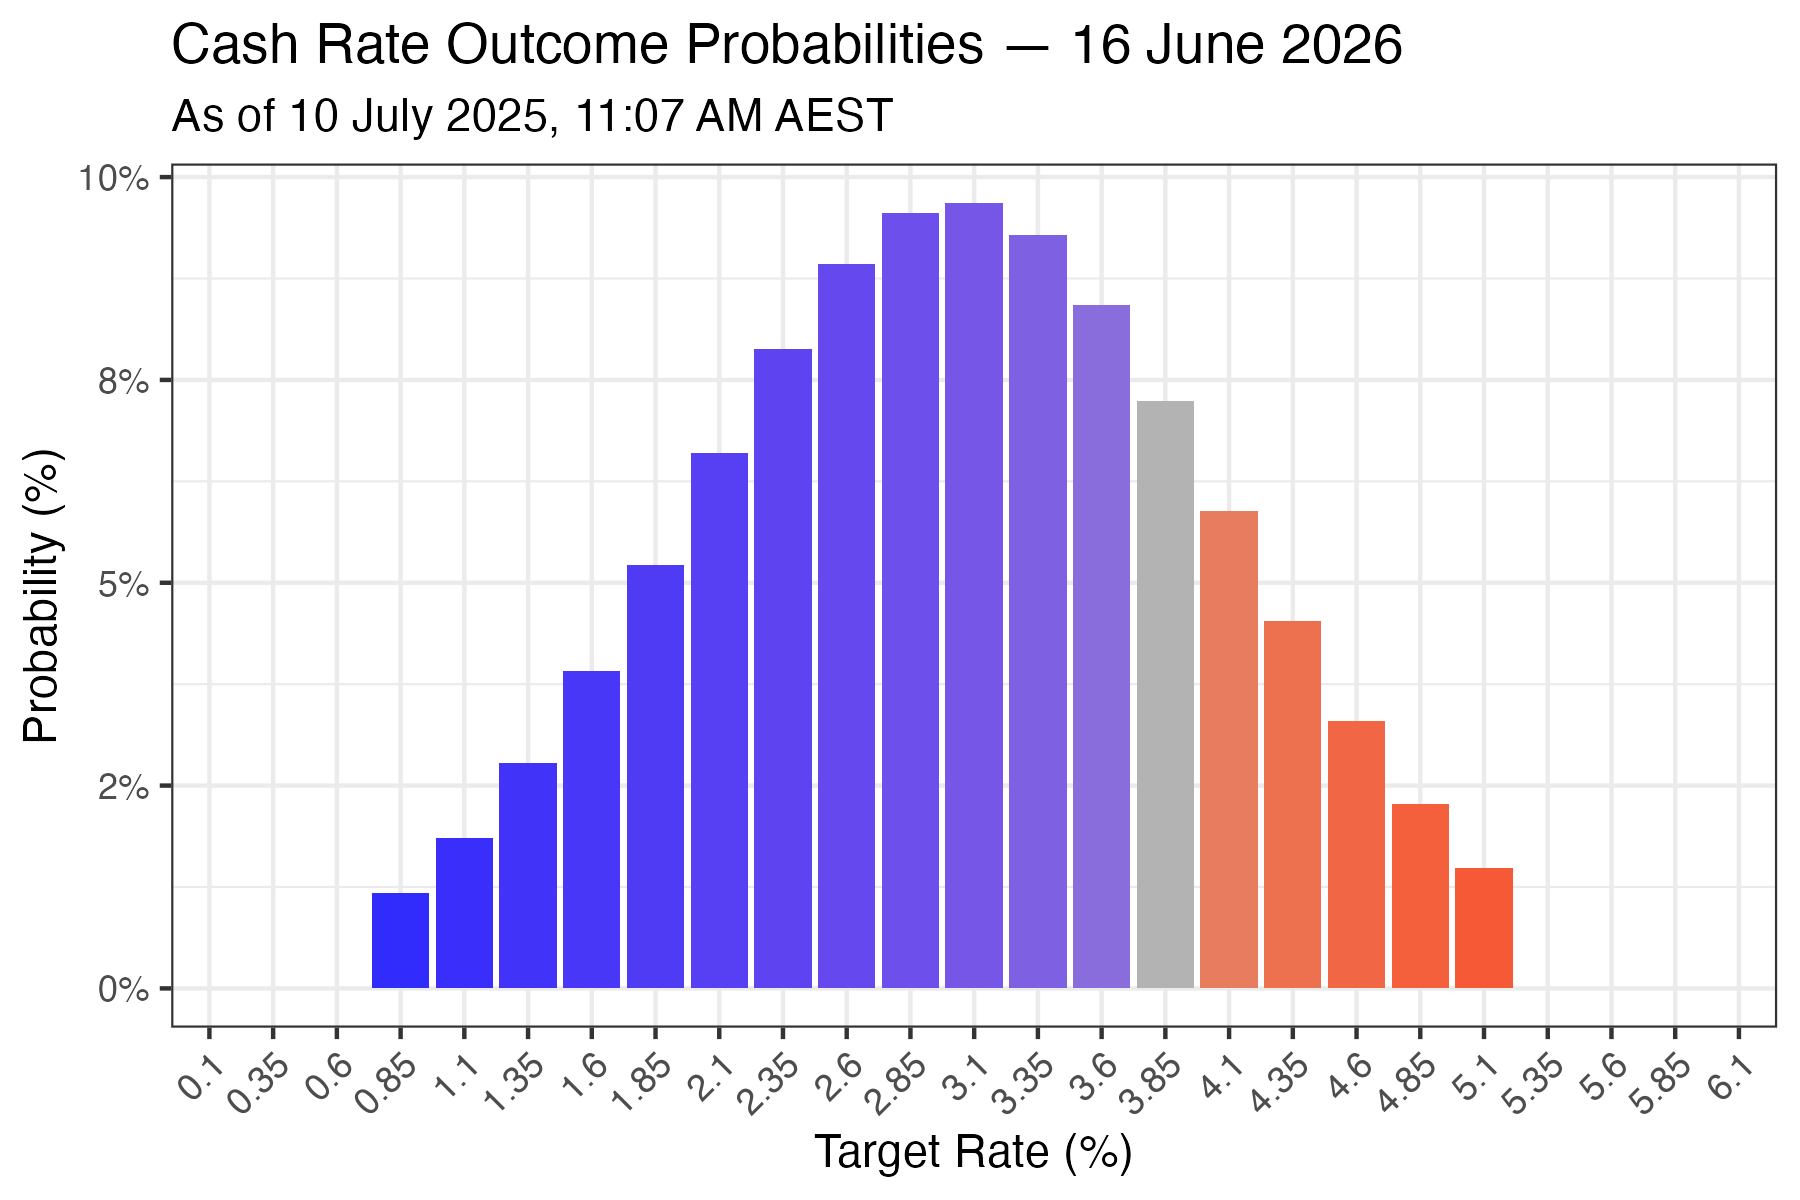 Cash Rate Outcome Probabilities — 16 June 2026
As of 10 July 2025, 11:07 AM AEST
Probability (%)
10%
8%
5%
2%
0%
0.1 0.35 0.6 0.85 1.1 1.35 1.6 1.85 2.1 2.35 2.6 2.85 3.1 3.35 3.6 3.85 4.1 4.35 4.6 4.85 5.1 5.35 5.6 5.85 6.1
Target Rate (%)